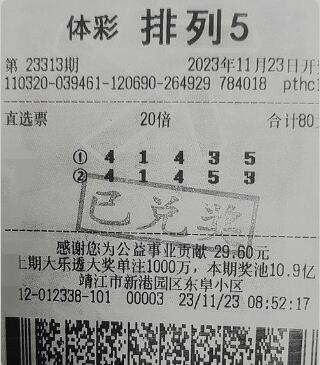 体彩 排列5
第 23313期 2023年11月23日开
110320-039461-120690-264929 784018 pthc
直选票 20倍 合计80
① 4 1 4 3 5
② 4 1 4 5 3
已兑奖
感谢您为公益事业贡献 29.60元
上期大乐透大奖单注1000万，本期奖池10.9亿
靖江市新港园区东阜小区
12-012338-101 00003 23/11/23 08:52:17